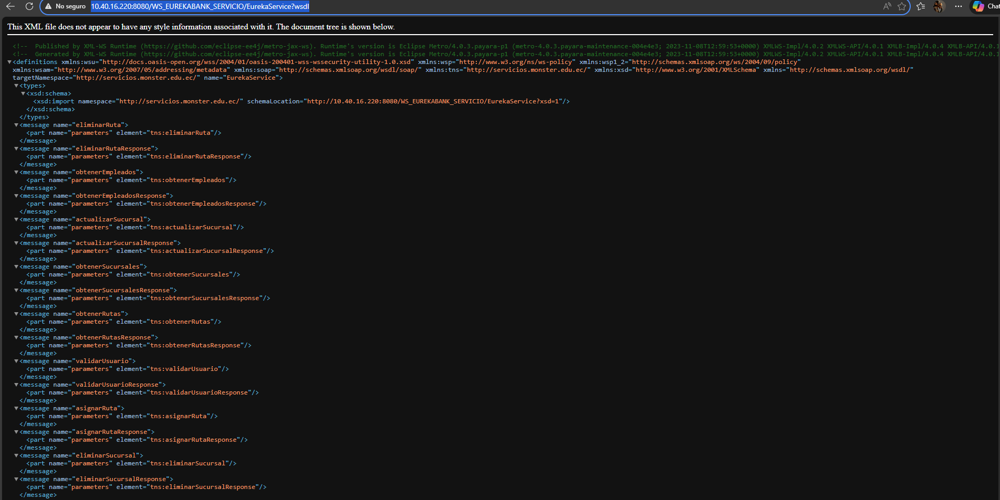 No seguro 10.40.16.220:8080/WS_EUREKABANK_SERVICIO/EurekaService?wsdl
Chat
This XML file does not appear to have any style information associated with it. The document tree is shown below.
<!-- Published by XML-WS Runtime (https://github.com/eclipse-ee4j/metro-jax-ws). Runtime's version is Eclipse Metro/4.0.3.payara-p1 (metro-4.0.3.payara-maintenance-004e4e3; 2023-11-08T12:59:53+0000) XMLWS-Impl/4.0.2 XMLWS-API/4.0.1 XMLB-Impl/4.0.4 XMLB-API/4.0.1
<!-- Generated by XML-WS Runtime (https://github.com/eclipse-ee4j/metro-jax-ws). Runtime's version is Eclipse Metro/4.0.3.payara-p1 (metro-4.0.3.payara-maintenance-004e4e3; 2023-11-08T12:59:53+0000) XMLWS-Impl/4.0.2 XMLWS-API/4.0.1 XMLB-Impl/4.0.4 XMLB-API/4.0.1
<definitions xmlns:wsu="http://docs.oasis-open.org/wss/2004/01/oasis-200401-wss-wssecurity-utility-1.0.xsd" xmlns:wsp="http://www.w3.org/ns/ws-policy" xmlns:wsp1_2="http://schemas.xmlsoap.org/ws/2004/09/policy"
xmlns:wsam="http://www.w3.org/2007/05/addressing/metadata" xmlns:soap="http://schemas.xmlsoap.org/wsdl/soap/" xmlns:tns="http://servicios.monster.edu.ec/" xmlns:xsd="http://www.w3.org/2001/XMLSchema" xmlns="http://schemas.xmlsoap.org/wsdl/"
targetNamespace="http://servicios.monster.edu.ec/" name="EurekaService">
<types>
<xsd:schema>
<xsd:import namespace="http://servicios.monster.edu.ec/" schemaLocation="http://10.40.16.220:8080/WS_EUREKABANK_SERVICIO/EurekaService?xsd=1"/>
</xsd:schema>
</types>
<message name="eliminarRuta">
<part name="parameters" element="tns:eliminarRuta"/>
</message>
<message name="eliminarRutaResponse">
<part name="parameters" element="tns:eliminarRutaResponse"/>
</message>
<message name="obtenerEmpleados">
<part name="parameters" element="tns:obtenerEmpleados"/>
</message>
<message name="obtenerEmpleadosResponse">
<part name="parameters" element="tns:obtenerEmpleadosResponse"/>
</message>
<message name="actualizarSucursal">
<part name="parameters" element="tns:actualizarSucursal"/>
</message>
<message name="actualizarSucursalResponse">
<part name="parameters" element="tns:actualizarSucursalResponse"/>
</message>
<message name="obtenerSucursales">
<part name="parameters" element="tns:obtenerSucursales"/>
</message>
<message name="obtenerSucursalesResponse">
<part name="parameters" element="tns:obtenerSucursalesResponse"/>
</message>
<message name="obtenerRutas">
<part name="parameters" element="tns:obtenerRutas"/>
</message>
<message name="obtenerRutasResponse">
<part name="parameters" element="tns:obtenerRutasResponse"/>
</message>
<message name="validarUsuario">
<part name="parameters" element="tns:validarUsuario"/>
</message>
<message name="validarUsuarioResponse">
<part name="parameters" element="tns:validarUsuarioResponse"/>
</message>
<message name="asignarRuta">
<part name="parameters" element="tns:asignarRuta"/>
</message>
<message name="asignarRutaResponse">
<part name="parameters" element="tns:asignarRutaResponse"/>
</message>
<message name="eliminarSucursal">
<part name="parameters" element="tns:eliminarSucursal"/>
</message>
<message name="eliminarSucursalResponse">
<part name="parameters" element="tns:eliminarSucursalResponse"/>
</message>